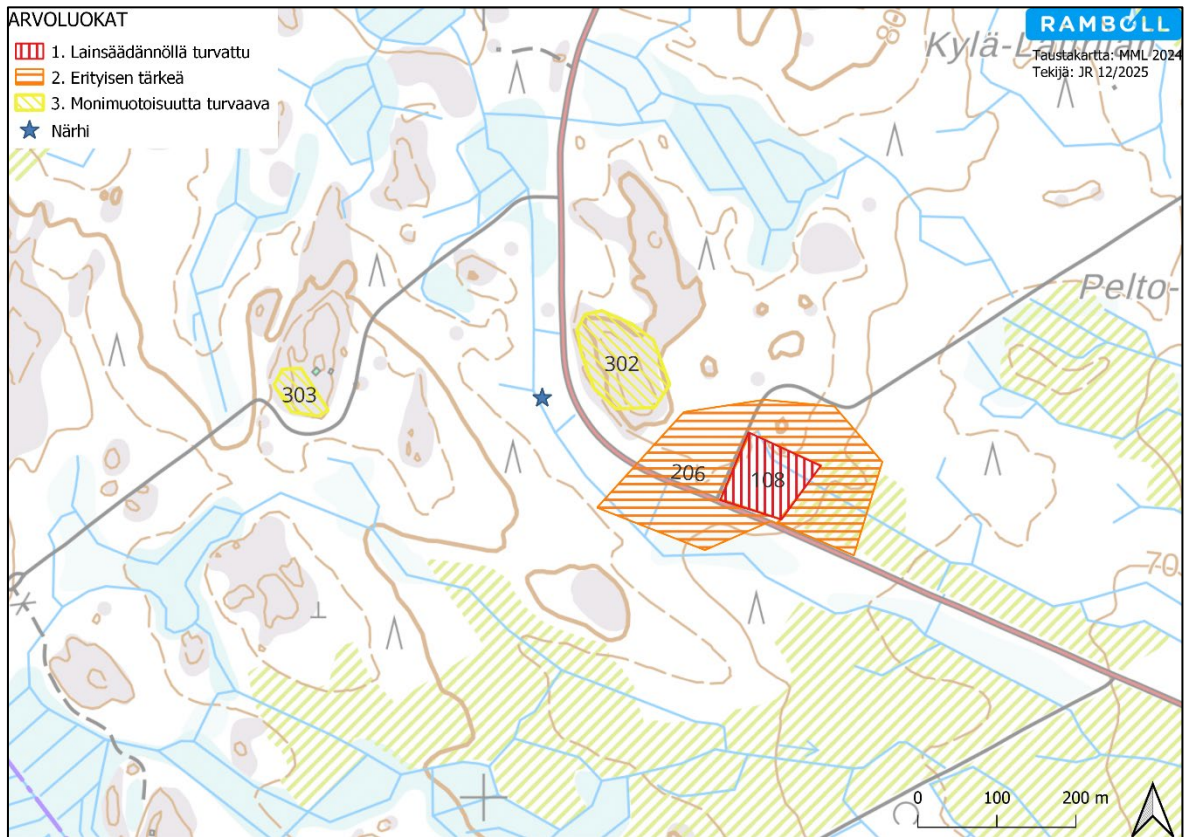 ARVOLUOKAT
1. Lainsäädännöllä turvattu
2. Erityisen tärkeä
3. Monimuotoisuutta turvaava
Närhi
RAMBOLL
Taustakartta: MML 2024
Tekijä: JR 12/2025
80
Pelto-
302
303
206
108
70
0 100 200 m